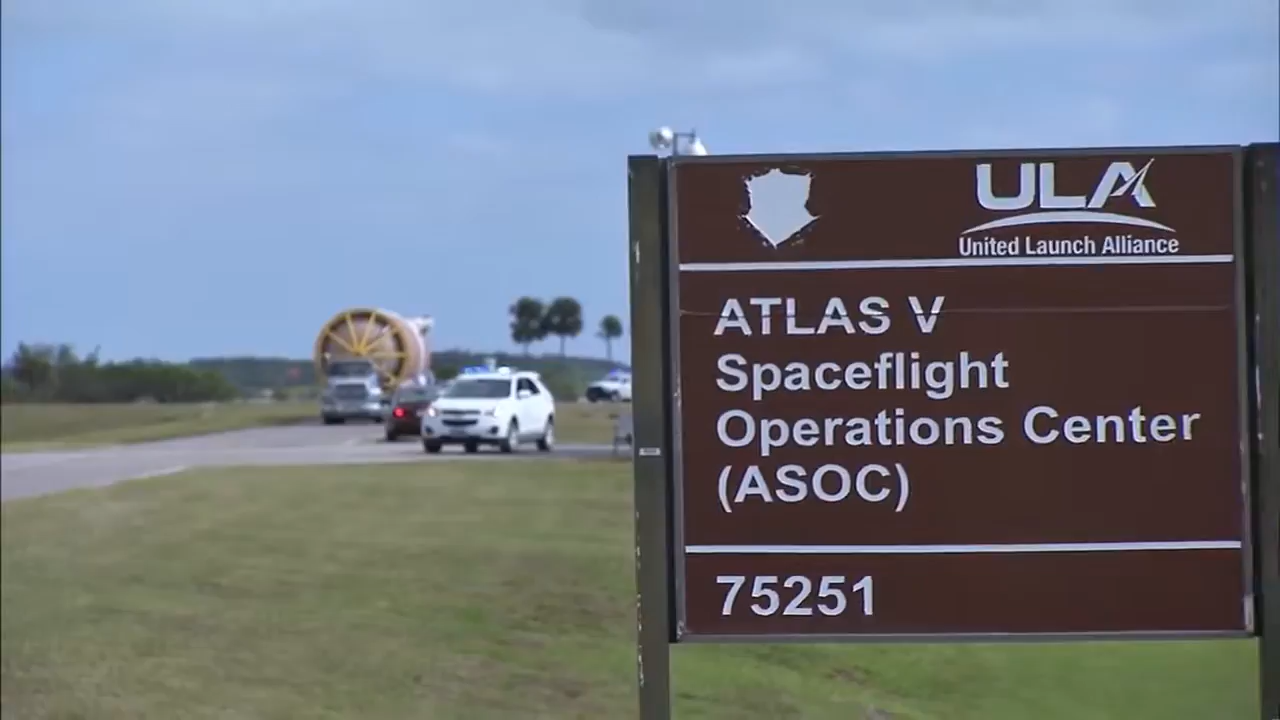 ULA
United Launch Alliance
ATLAS V
Spaceflight
Operations Center
(ASOC)
75251